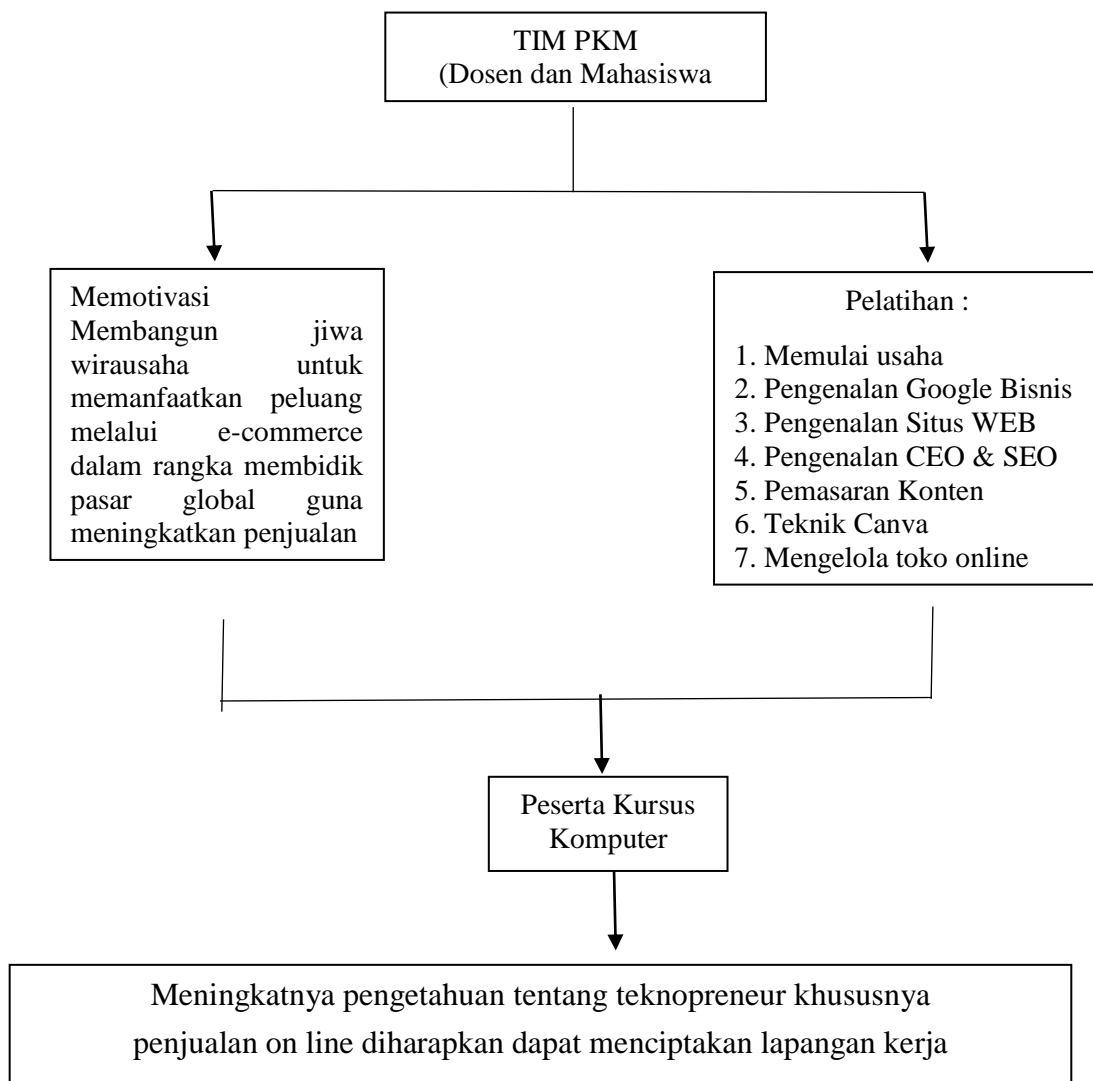 TIM PKM
(Dosen dan Mahasiswa
Memotivasi
Membangun jiwa
wirausaha untuk
memanfaatkan peluang
melalui e-commerce
dalam rangka membidik
pasar global guna
meningkatkan penjualan
Pelatihan :
1. Memulai usaha
2. Pengenalan Google Bisnis
3. Pengenalan Situs WEB
4. Pengenalan CEO & SEO
5. Pemasaran Konten
6. Teknik Canva
7. Mengelola toko online
Peserta Kursus
Komputer
Meningkatnya pengetahuan tentang teknopreneur khususnya
penjualan on line diharapkan dapat menciptakan lapangan kerja